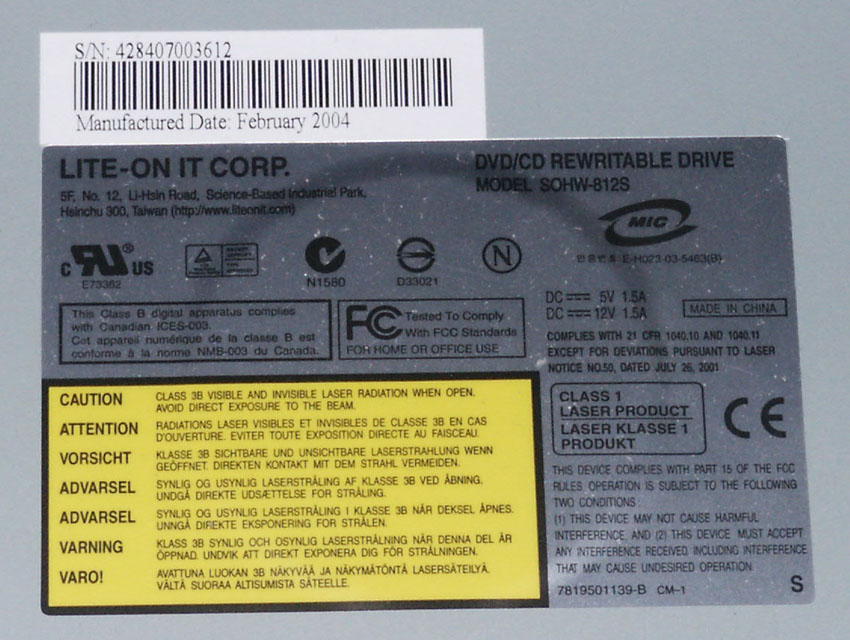 S/N: 428407003612
Manufactured Date: February 2004
LITE-ON IT CORP.
5F, No. 12, Li-Hsin Road, Science-Based Industrial Park,
Hsinchu 300, Taiwan (http://www.liteonit.com)
DVD/CD REWRITABLE DRIVE
MODEL SOHW-812S
MIC
E-H023-03-5463(B)
c RU US
E73362
N1580
D33021
N
DC 5V 1.5A
DC 12V 1.5A
MADE IN CHINA
This Class B digital apparatus complies
with Canadian ICES-003.
Cet appareil numérique de la classe B est
conforme à la norme NMB-003 du Canada.
FC Tested To Comply
With FCC Standards
FOR HOME OR OFFICE USE
COMPLIES WITH 21 CFR 1040.10 AND 1040.11
EXCEPT FOR DEVIATIONS PURSUANT TO LASER
NOTICE NO.50, DATED JULY 26, 2001
CLASS 1
LASER PRODUCT
LASER KLASSE 1
PRODUKT
CE
THIS DEVICE COMPLIES WITH PART 15 OF THE FCC
RULES. OPERATION IS SUBJECT TO THE FOLLOWING
TWO CONDITIONS:
(1) THIS DEVICE MAY NOT CAUSE HARMFUL
INTERFERENCE, AND (2) THIS DEVICE MUST ACCEPT
ANY INTERFERENCE RECEIVED INCLUDING INTERFERENCE
THAT MAY CAUSE UNDESIRED OPERATION.
7819501139-B CM-1
S
CAUTION CLASS 3B VISIBLE AND INVISIBLE LASER RADIATION WHEN OPEN.
AVOID DIRECT EXPOSURE TO THE BEAM.
ATTENTION RADIATIONS LASER VISIBLES ET INVISIBLES DE CLASSE 3B EN CAS
D'OUVERTURE. EVITER TOUTE EXPOSITION DIRECTE AU FAISCEAU.
VORSICHT KLASSE 3B SICHTBARE UND UNSICHTBARE LASERSTRAHLUNG WENN
GEÖFFNET. DIREKTEN KONTAKT MIT DEM STRAHL VERMEIDEN.
ADVARSEL SYNLIG OG USYNLIG LASERSTRÅLING AF KLASSE 3B VED ÅBNING.
UNDGÅ DIREKTE UDSÆTTELSE FOR STRÅLING.
ADVARSEL SYNLIG OG USYNLIG LASERSTRÅLING I KLASSE 3B NÅR DEKSEL ÅPNES.
UNNGÅ DIREKTE EKSPONERING FOR STRÅLEN.
VARNING KLASS 3B SYNLIG OCH OSYNLIG LASERSTRÅLNING NÄR DENNA DEL ÄR
ÖPPNAD. UNDVIK ATT DIREKT EXPONERA DIG FÖR STRÅLNINGEN.
VARO! AVATTUNA LUOKAN 3B NÄKYVÄÄ JA NÄKYMÄTÖNTÄ LASERSÄTEILYÄ.
VÄLTÄ SUORAA ALTISUMISTA SÄTEELLE.